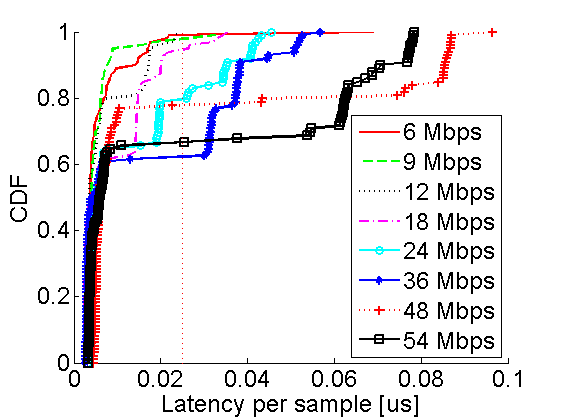 1
0.8
0.6
0.4
0.2
0
CDF
6 Mbps
9 Mbps
12 Mbps
18 Mbps
24 Mbps
36 Mbps
48 Mbps
54 Mbps
0 0.02 0.04 0.06 0.08 0.1
Latency per sample [us]